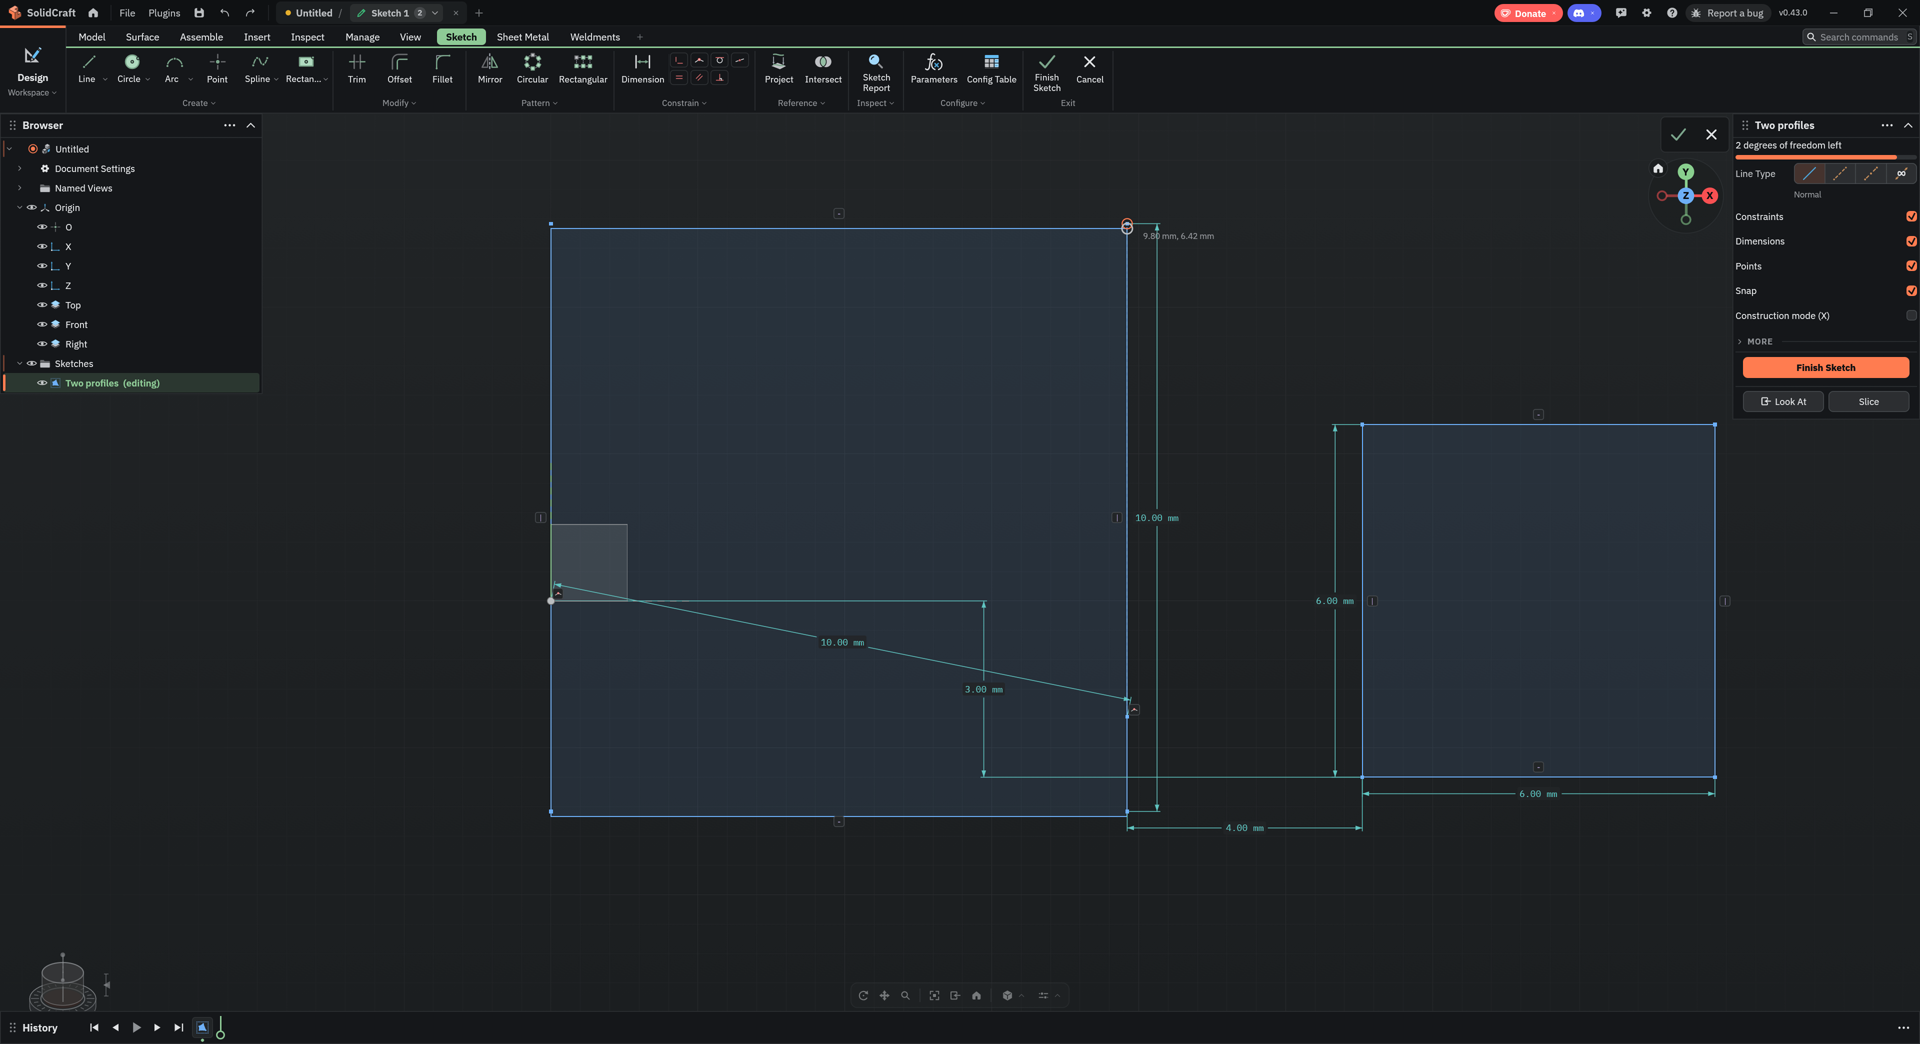 SolidCraft File Plugins Untitled / Sketch 1 2 Donate Report a bug v0.43.0
Model Surface Assemble Insert Inspect Manage View Sketch Sheet Metal Weldments Search commands S
Design
Workspace
Line Circle Arc Point Spline Rectan... Trim Offset Fillet Mirror Circular Rectangular Dimension Project Intersect Sketch Report Parameters Config Table Finish Sketch Cancel
Create Modify Pattern Constrain Reference Inspect Configure Exit
Browser
Untitled
Document Settings
Named Views
Origin
O
X
Y
Z
Top
Front
Right
Sketches
Two profiles (editing)
9.80 mm, 6.42 mm
10.00 mm
10.00 mm
3.00 mm
6.00 mm
6.00 mm
4.00 mm
Y
Z
X
Two profiles
2 degrees of freedom left
Line Type
Normal
Constraints
Dimensions
Points
Snap
Construction mode (X)
MORE
Finish Sketch
Look At
Slice
History